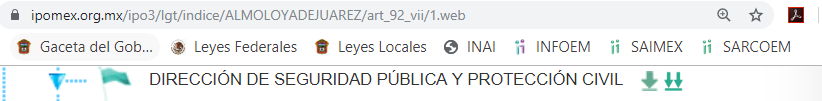 ipomex.org.mx/ipo3/lgt/indice/ALMOLOYADEJUAREZ/art_92_vii/1.web
Gaceta del Gob... Leyes Federales Leyes Locales INAI INFOEM SAIMEX SARCOEM
DIRECCIÓN DE SEGURIDAD PÚBLICA Y PROTECCIÓN CIVIL